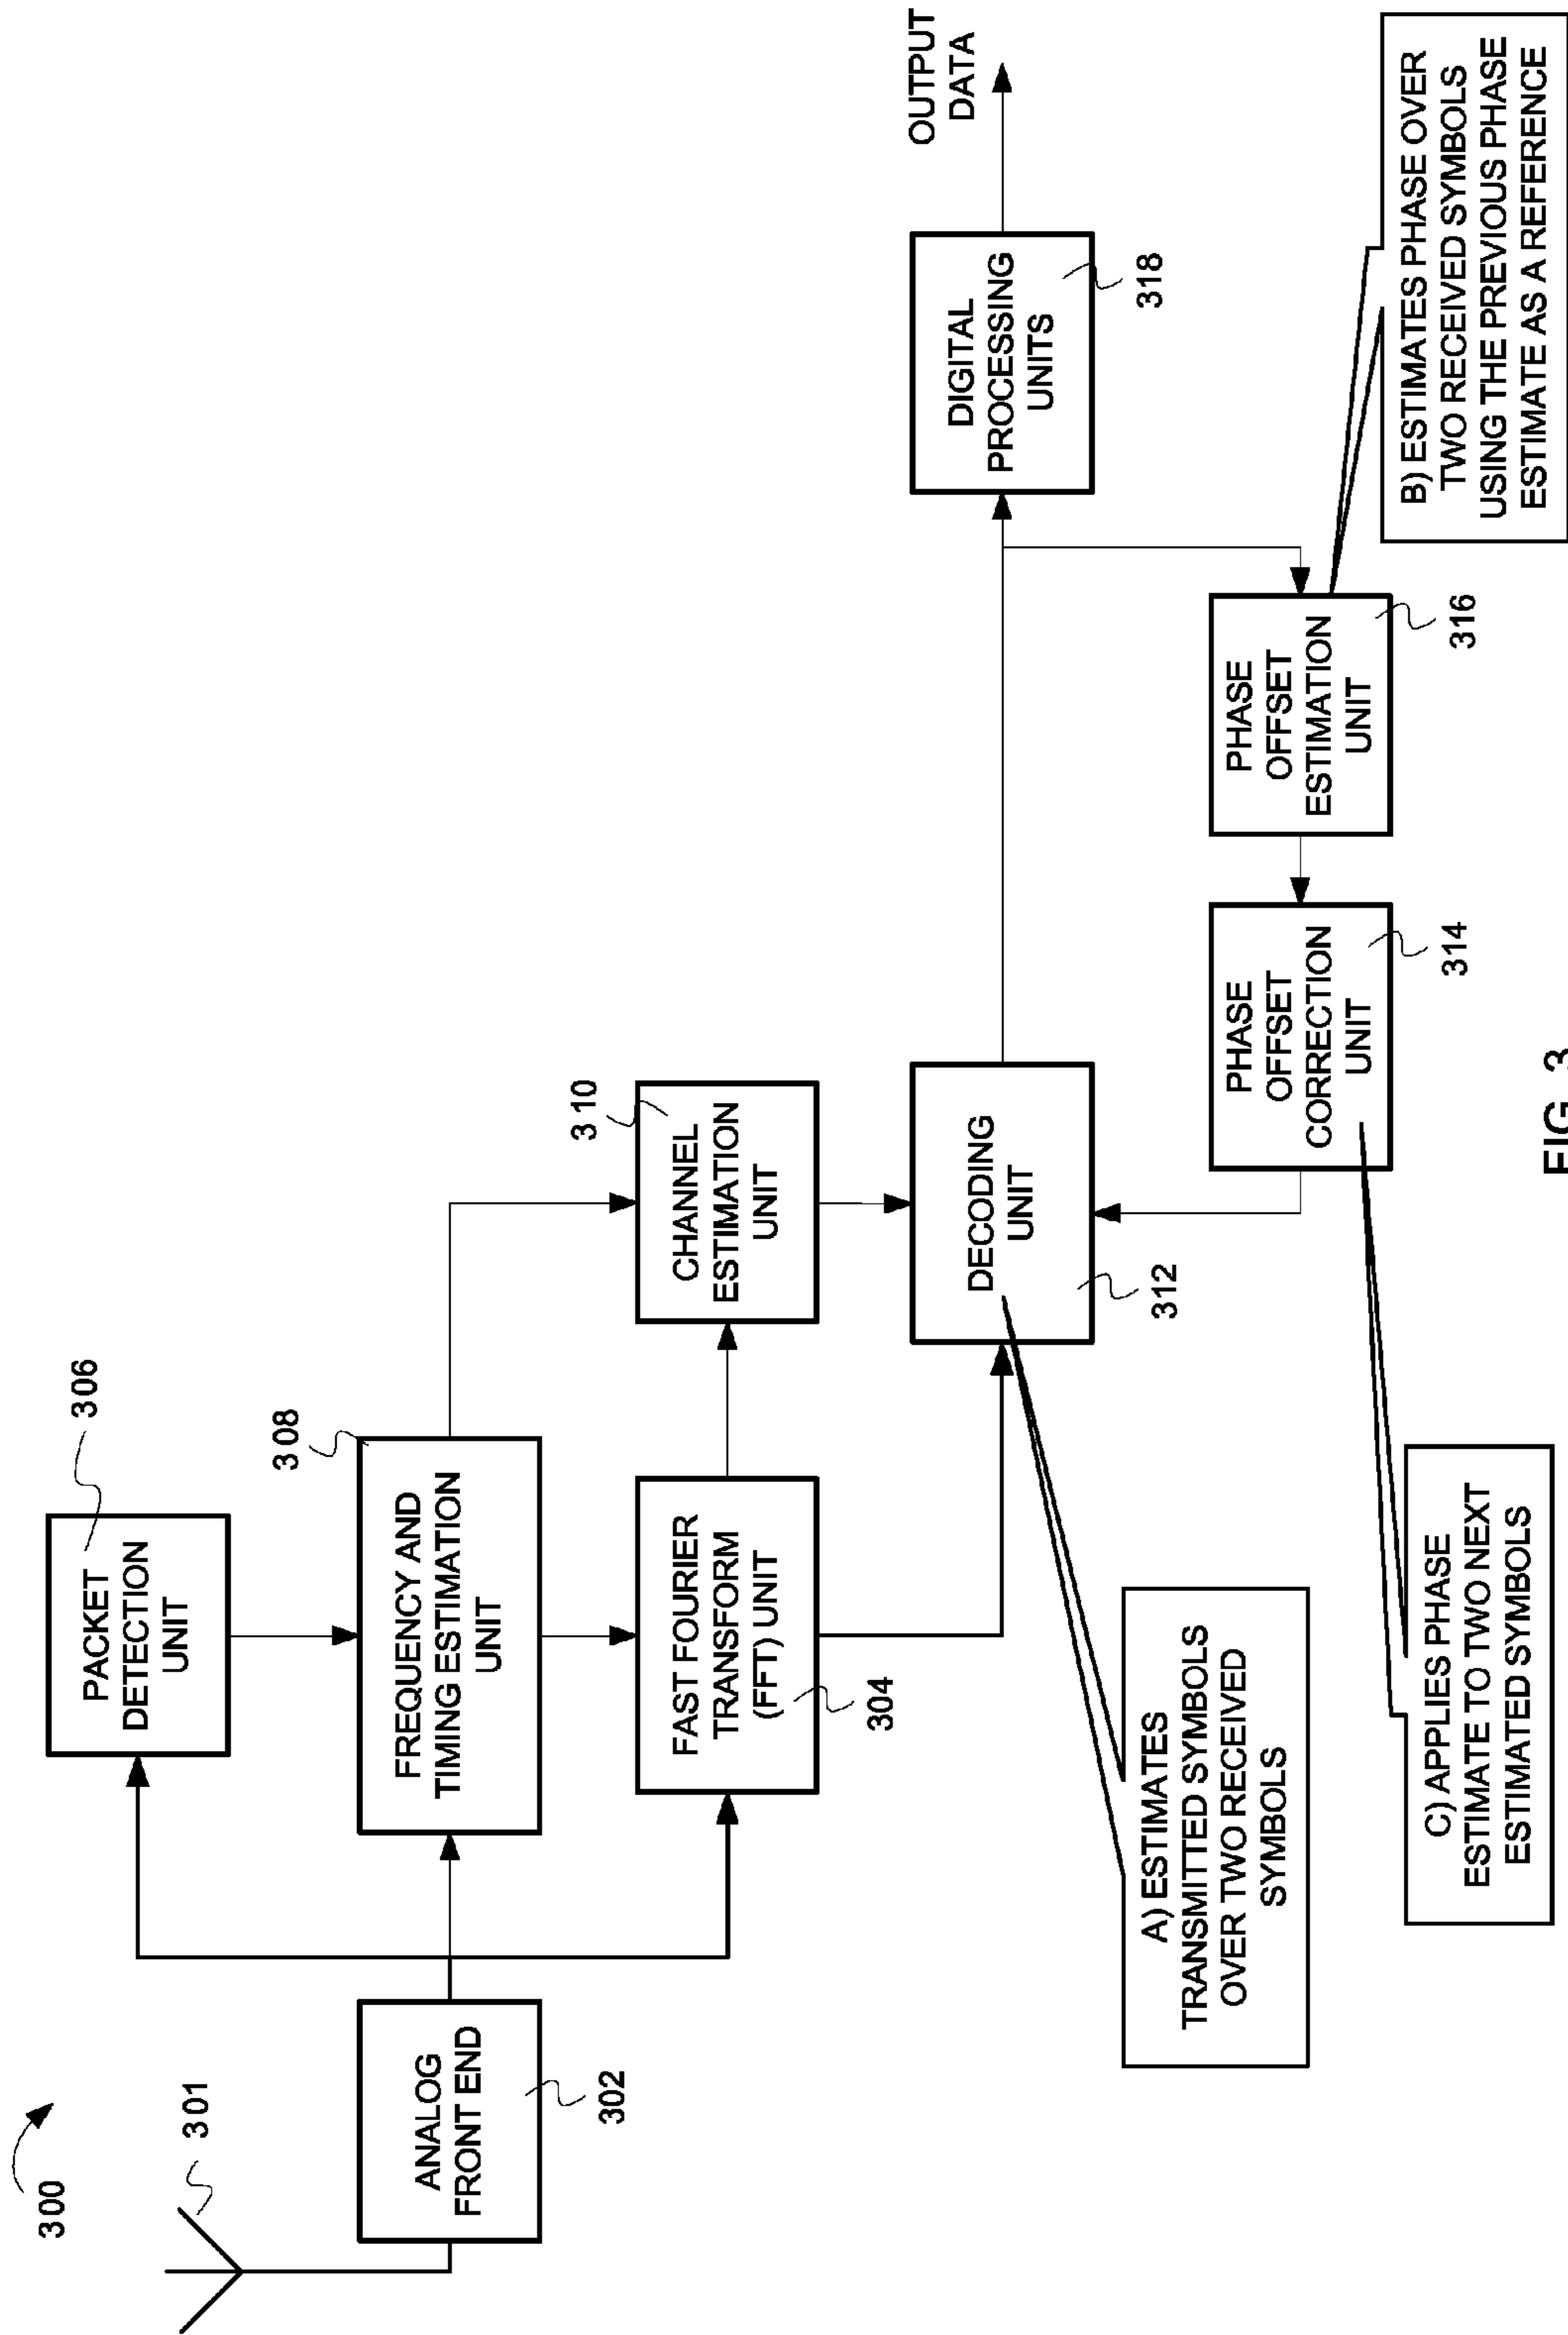 300
301
ANALOG
FRONT END
302
PACKET
DETECTION
UNIT
306
FREQUENCY AND
TIMING ESTIMATION
UNIT
308
FAST FOURIER
TRANSFORM
(FFT) UNIT
304
CHANNEL
ESTIMATION
UNIT
310
DECODING
UNIT
312
A) ESTIMATES
TRANSMITTED SYMBOLS
OVER TWO RECEIVED
SYMBOLS
PHASE
OFFSET
CORRECTION
UNIT
314
C) APPLIES PHASE
ESTIMATE TO TWO NEXT
ESTIMATED SYMBOLS
PHASE
OFFSET
ESTIMATION
UNIT
316
B) ESTIMATES PHASE OVER
TWO RECEIVED SYMBOLS
USING THE PREVIOUS PHASE
ESTIMATE AS A REFERENCE
DIGITAL
PROCESSING
UNITS
318
OUTPUT
DATA
FIG. 3